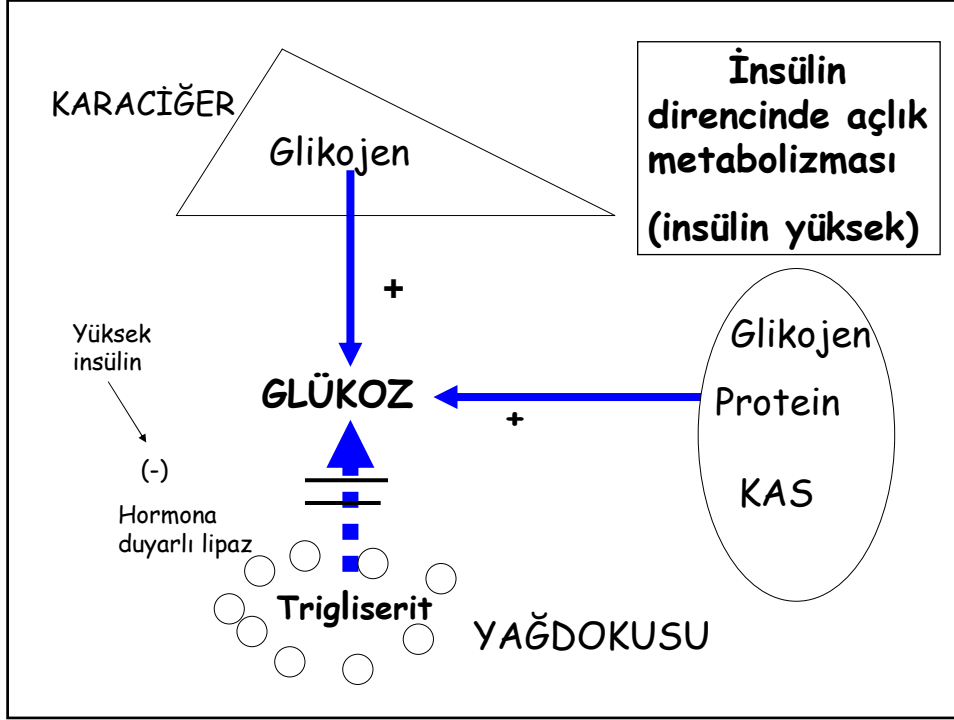 KARACİĞER
Glikojen
İnsülin
direncinde açlık
metabolizması
(insülin yüksek)
+
Yüksek
insülin
GLÜKOZ
+
Glikojen
Protein
KAS
(-)
Hormona
duyarlı lipaz
Trigliserit
YAĞDOKUSU